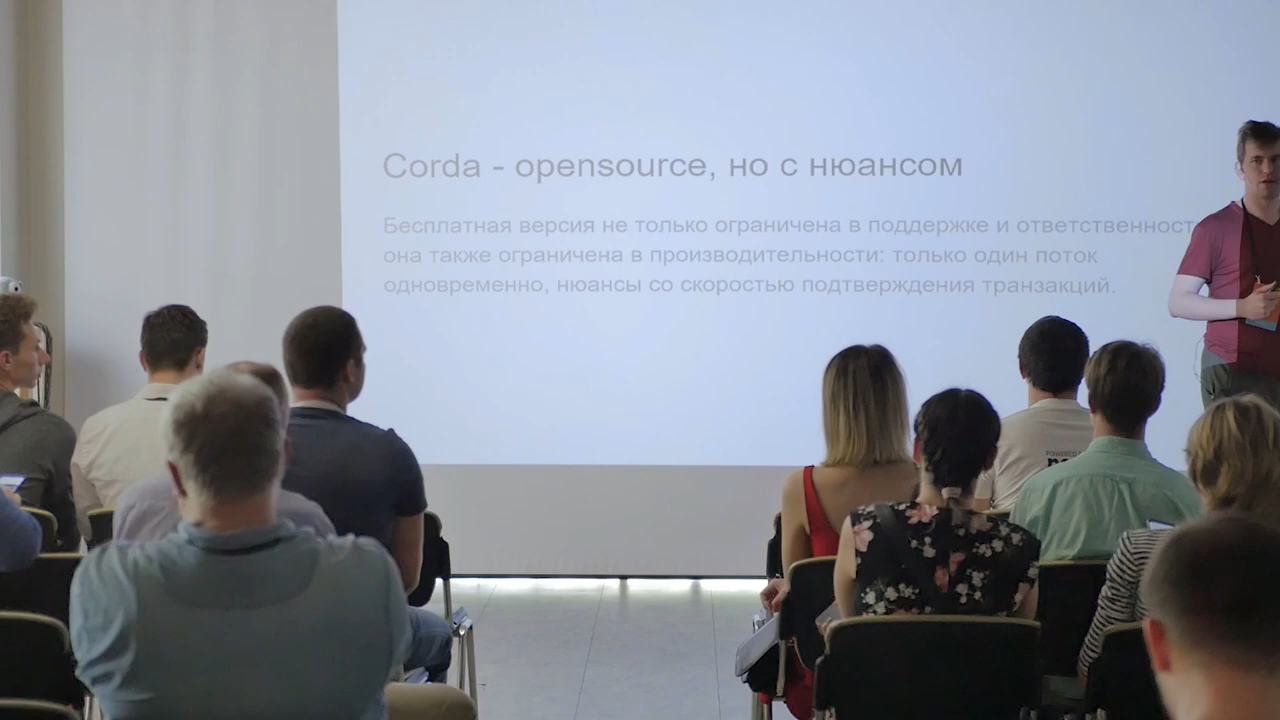 Corda - opensource, но с нюансом
Бесплатная версия не только ограничена в поддержке и ответственност
она также ограничена в производительности: только один поток
одновременно, нюансы со скоростью подтверждения транзакций.
POWERED